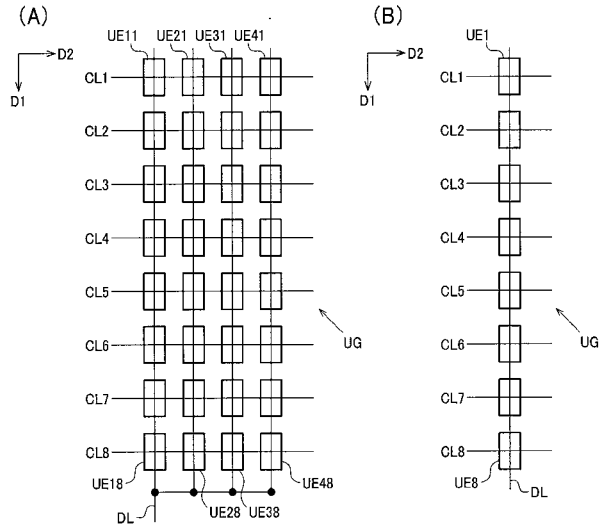 (A)
(B)
UE11 UE21 UE31 UE41
UE1
D2
D1
D2
D1
CL1
CL2
CL3
CL4
CL5
CL6
CL7
CL8
UG
UE18 UE28 UE38 UE48
DL
CL1
CL2
CL3
CL4
CL5
CL6
CL7
CL8
UG
UE8
DL